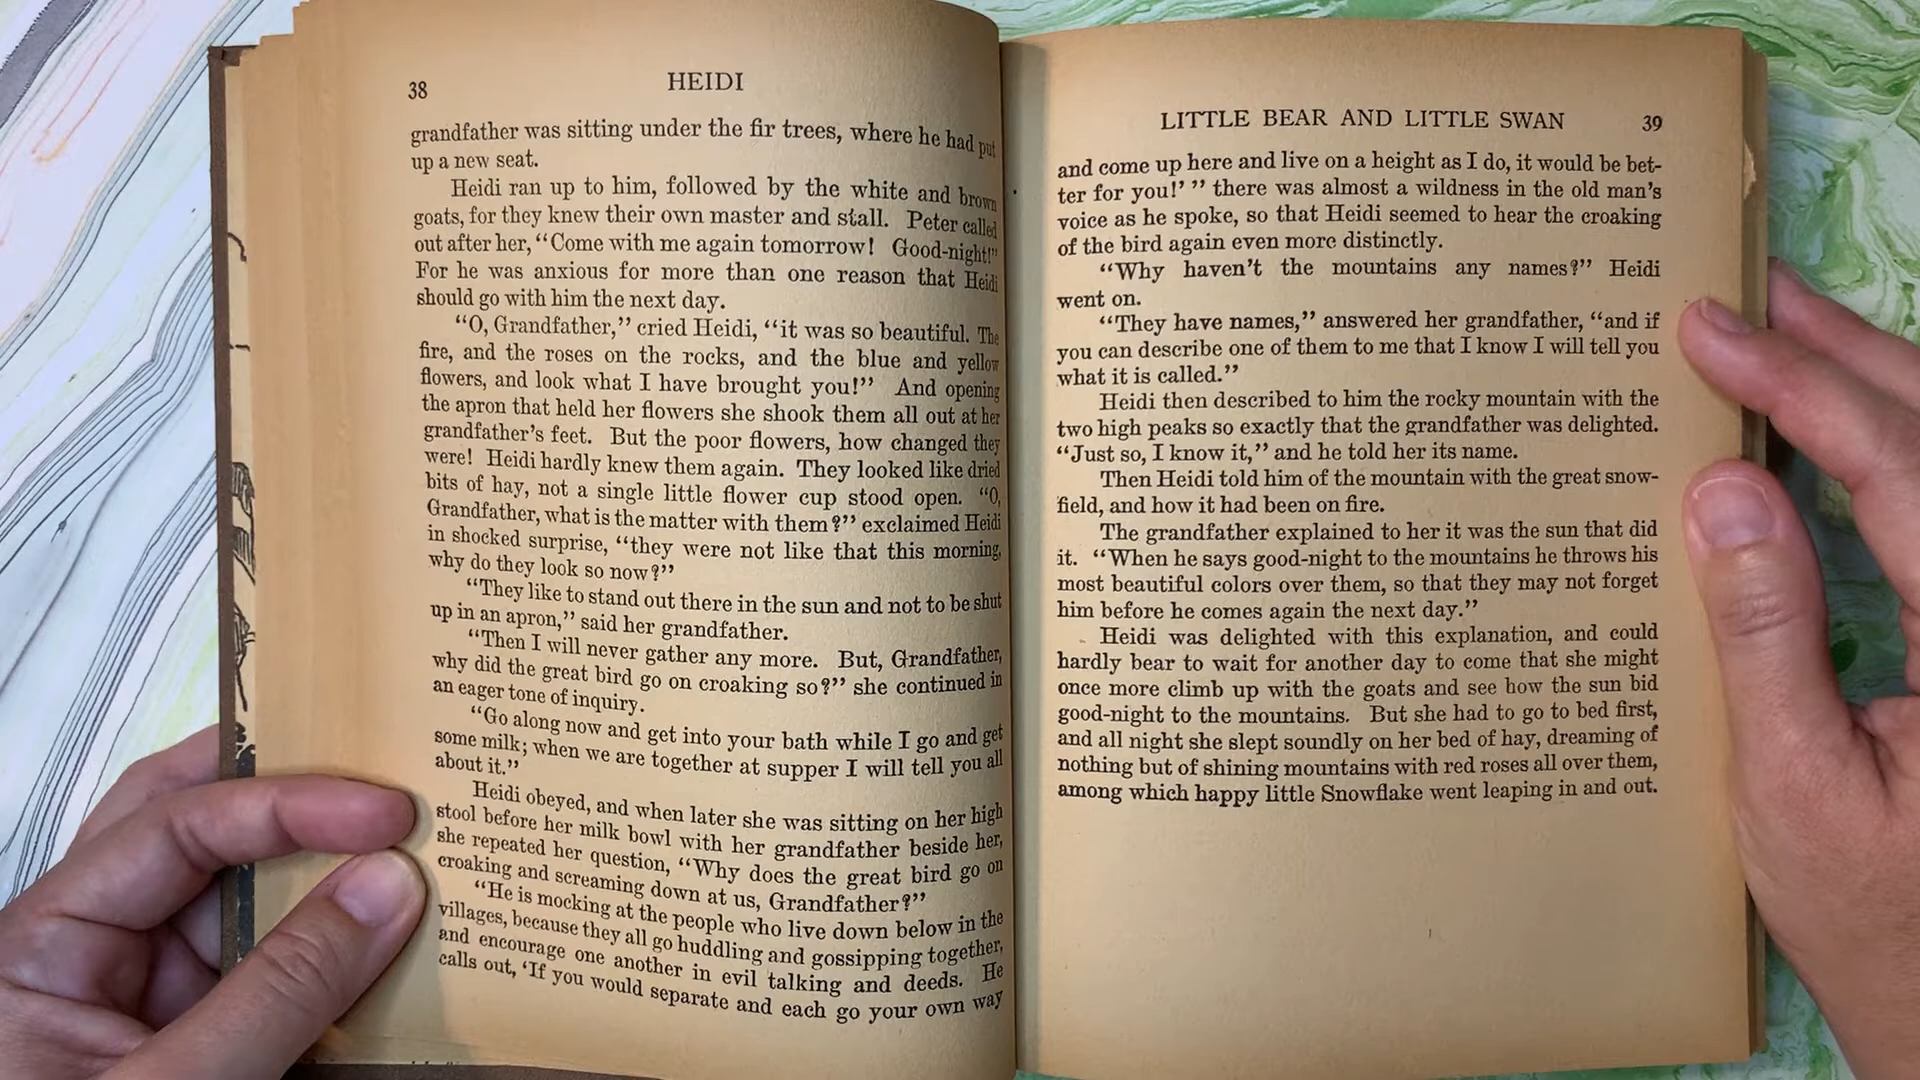 38
HEIDI
grandfather was sitting under the fir trees, where he had put
up a new seat.
Heidi ran up to him, followed by the white and brown
goats, for they knew their own master and stall. Peter called
out after her, “Come with me again tomorrow! Good-night!”
For he was anxious for more than one reason that Heidi
should go with him the next day.
“O, Grandfather,” cried Heidi, “it was so beautiful. The
fire, and the roses on the rocks, and the blue and yellow
flowers, and look what I have brought you!” And opening
the apron that held her flowers she shook them all out at her
grandfather’s feet. But the poor flowers, how changed they
were! Heidi hardly knew them again. They looked like dried
bits of hay, not a single little flower cup stood open. “O,
Grandfather, what is the matter with them?” exclaimed Heidi
in shocked surprise, “they were not like that this morning,
why do they look so now?”
“They like to stand out there in the sun and not to be shut
up in an apron,” said her grandfather.
“Then I will never gather any more. But, Grandfather,
why did the great bird go on croaking so?” she continued in
an eager tone of inquiry.
“Go along now and get into your bath while I go and get
some milk; when we are together at supper I will tell you all
about it.”
Heidi obeyed, and when later she was sitting on her high
stool before her milk bowl with her grandfather beside her,
she repeated her question, “Why does the great bird go on
croaking and screaming down at us, Grandfather?”
“He is mocking at the people who live down below in the
villages, because they all go huddling and gossipping together,
and encourage one another in evil talking and deeds. He
calls out, ‘If you would separate and each go your own way
LITTLE BEAR AND LITTLE SWAN
39
and come up here and live on a height as I do, it would be bet-
ter for you!’ ” there was almost a wildness in the old man’s
voice as he spoke, so that Heidi seemed to hear the croaking
of the bird again even more distinctly.
“Why haven’t the mountains any names?” Heidi
went on.
“They have names,” answered her grandfather, “and if
you can describe one of them to me that I know I will tell you
what it is called.”
Heidi then described to him the rocky mountain with the
two high peaks so exactly that the grandfather was delighted.
“Just so, I know it,” and he told her its name.
Then Heidi told him of the mountain with the great snow-
field, and how it had been on fire.
The grandfather explained to her it was the sun that did
it. “When he says good-night to the mountains he throws his
most beautiful colors over them, so that they may not forget
him before he comes again the next day.”
Heidi was delighted with this explanation, and could
hardly bear to wait for another day to come that she might
once more climb up with the goats and see how the sun bid
good-night to the mountains. But she had to go to bed first,
and all night she slept soundly on her bed of hay, dreaming of
nothing but of shining mountains with red roses all over them,
among which happy little Snowflake went leaping in and out.